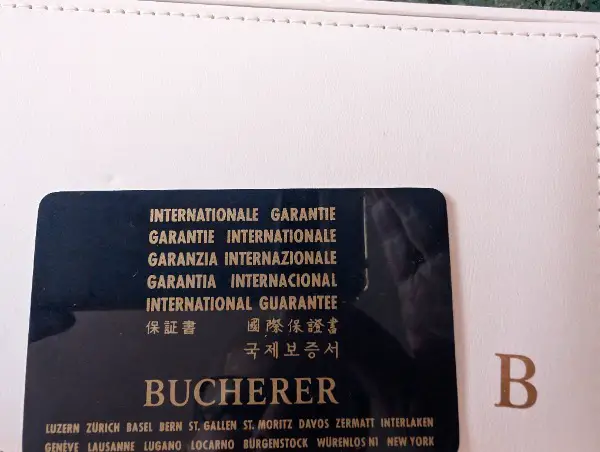 INTERNATIONALE GARANTIE
GARANTIE INTERNATIONALE
GARANZIA INTERNAZIONALE
GARANTIA INTERNACIONAL
INTERNATIONAL GUARANTEE
保証書 國際保證書
국제보증서
BUCHERER
B
LUZERN ZÜRICH BASEL BERN ST. GALLEN ST. MORITZ DAVOS ZERMATT INTERLAKEN
GENÈVE LAUSANNE LUGANO LOCARNO BÜRGENSTOCK WÜRENLOS N1 NEW YORK